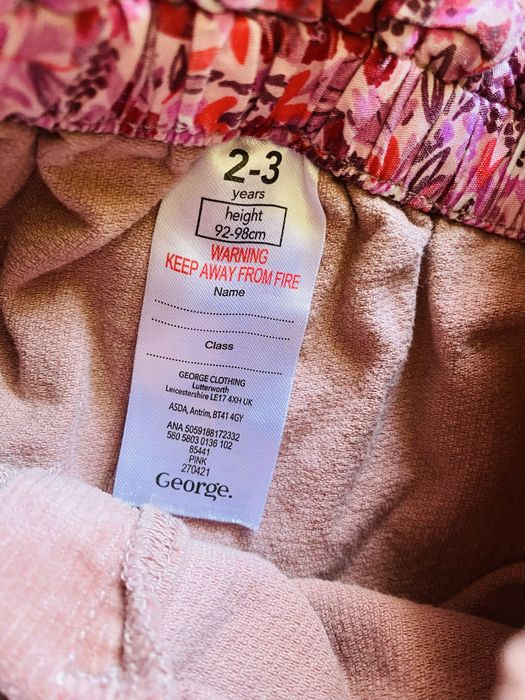 2-3
years
height
92-98cm
WARNING
KEEP AWAY FROM FIRE
Name
Class
GEORGE CLOTHING
Lutterworth
Leicestershire LE17 4XH UK
ASDA, Antrim, BT41 4GY
ANA 5059188172332
580 5803 0136 102
85441
PINK
270421
George.